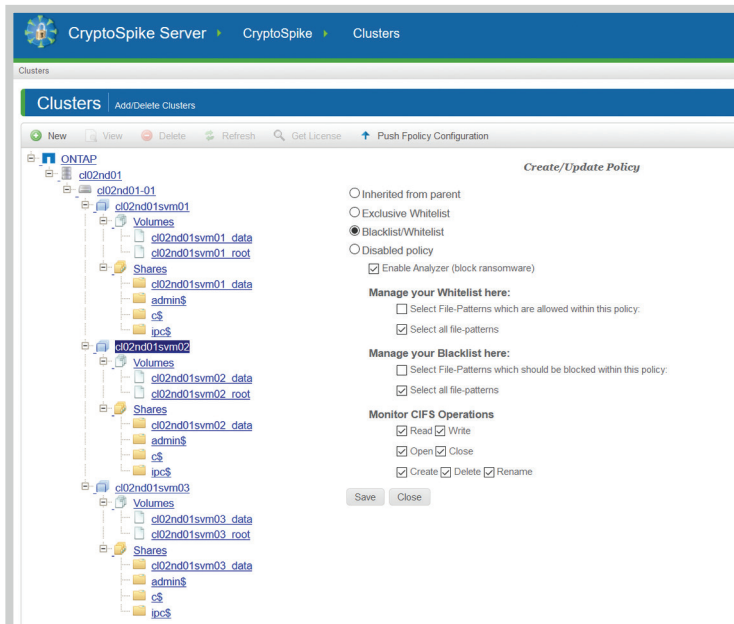 CryptoSpike Server CryptoSpike Clusters
Clusters
Clusters Add/Delete Clusters
New View Delete Refresh Get License Push Fpolicy Configuration
ONTAP
cl02nd01
cl02nd01-01
cl02nd01svm01
Volumes
cl02nd01svm01_data
cl02nd01svm01_root
Shares
cl02nd01svm01_data
admin$
c$
ipc$
cl02nd01svm02
Volumes
cl02nd01svm02_data
cl02nd01svm02_root
Shares
cl02nd01svm02_data
admin$
c$
ipc$
cl02nd01svm03
Volumes
cl02nd01svm03_data
cl02nd01svm03_root
Shares
cl02nd01svm03_data
admin$
c$
ipc$
Create/Update Policy
Inherited from parent
Exclusive Whitelist
Blacklist/Whitelist
Disabled policy
Enable Analyzer (block ransomware)
Manage your Whitelist here:
Select File-Patterns which are allowed within this policy:
Select all file-patterns
Manage your Blacklist here:
Select File-Patterns which should be blocked within this policy:
Select all file-patterns
Monitor CIFS Operations
Read Write
Open Close
Create Delete Rename
Save Close